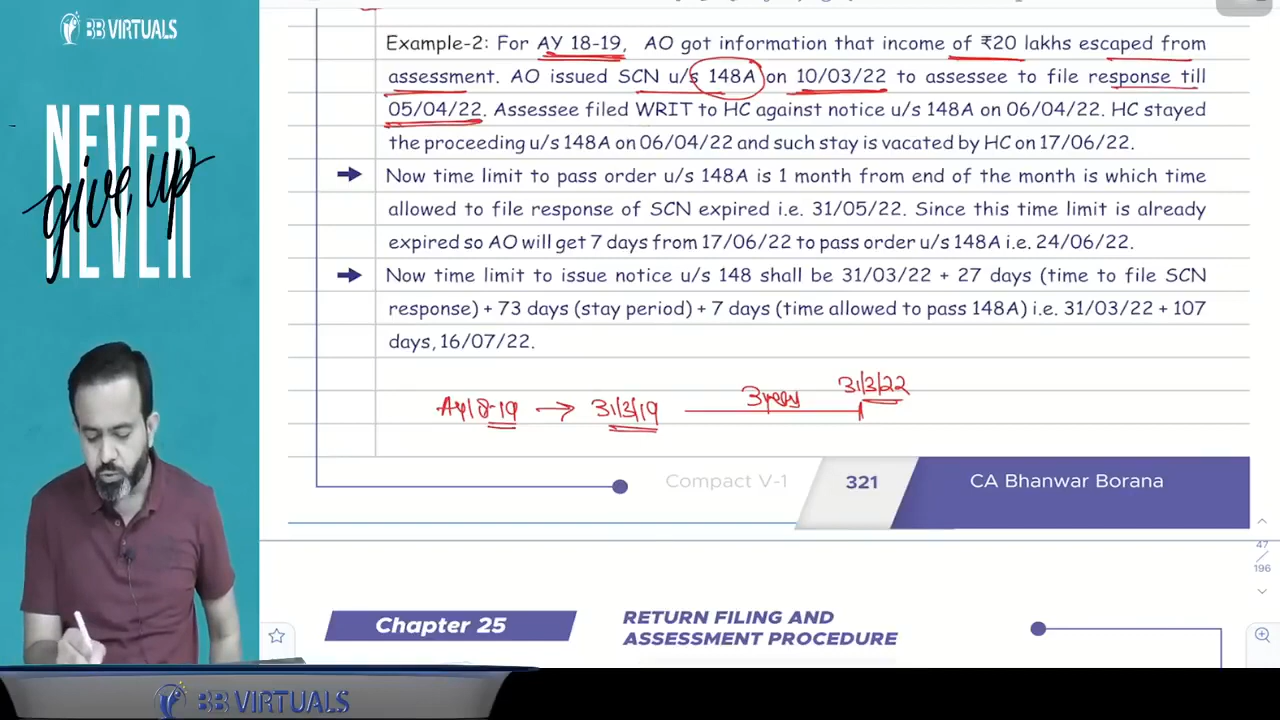 BB VIRTUALS
NEVER
give up
NEVER
Example-2: For AY 18-19, AO got information that income of ₹20 lakhs escaped from
assessment. AO issued SCN u/s 148A on 10/03/22 to assessee to file response till
05/04/22. Assessee filed WRIT to HC against notice u/s 148A on 06/04/22. HC stayed
the proceeding u/s 148A on 06/04/22 and such stay is vacated by HC on 17/06/22.
Now time limit to pass order u/s 148A is 1 month from end of the month is which time
allowed to file response of SCN expired i.e. 31/05/22. Since this time limit is already
expired so AO will get 7 days from 17/06/22 to pass order u/s 148A i.e. 24/06/22.
Now time limit to issue notice u/s 148 shall be 31/03/22 + 27 days (time to file SCN
response) + 73 days (stay period) + 7 days (time allowed to pass 148A) i.e. 31/03/22 + 107
days, 16/07/22.
AY 18-19 → 31/3/19 3 years 31/3/22
Compact V-1 321 CA Bhanwar Borana
47
/
196
Chapter 25
RETURN FILING AND
ASSESSMENT PROCEDURE
BB VIRTUALS